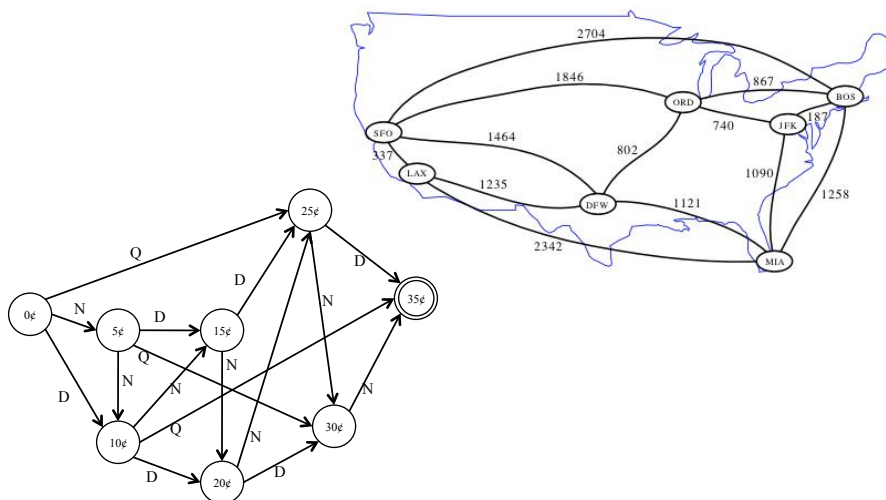 2704
1846
867
BOS
ORD
187
JFK
740
SFO
1464
802
337
LAX
1235
1090
DFW
1121
1258
2342
MIA
25¢
Q
D
D
N
35¢
0¢
N
5¢
D
15¢
Q
N
N
N
D
N
10¢
Q
N
30¢
D
D
20¢